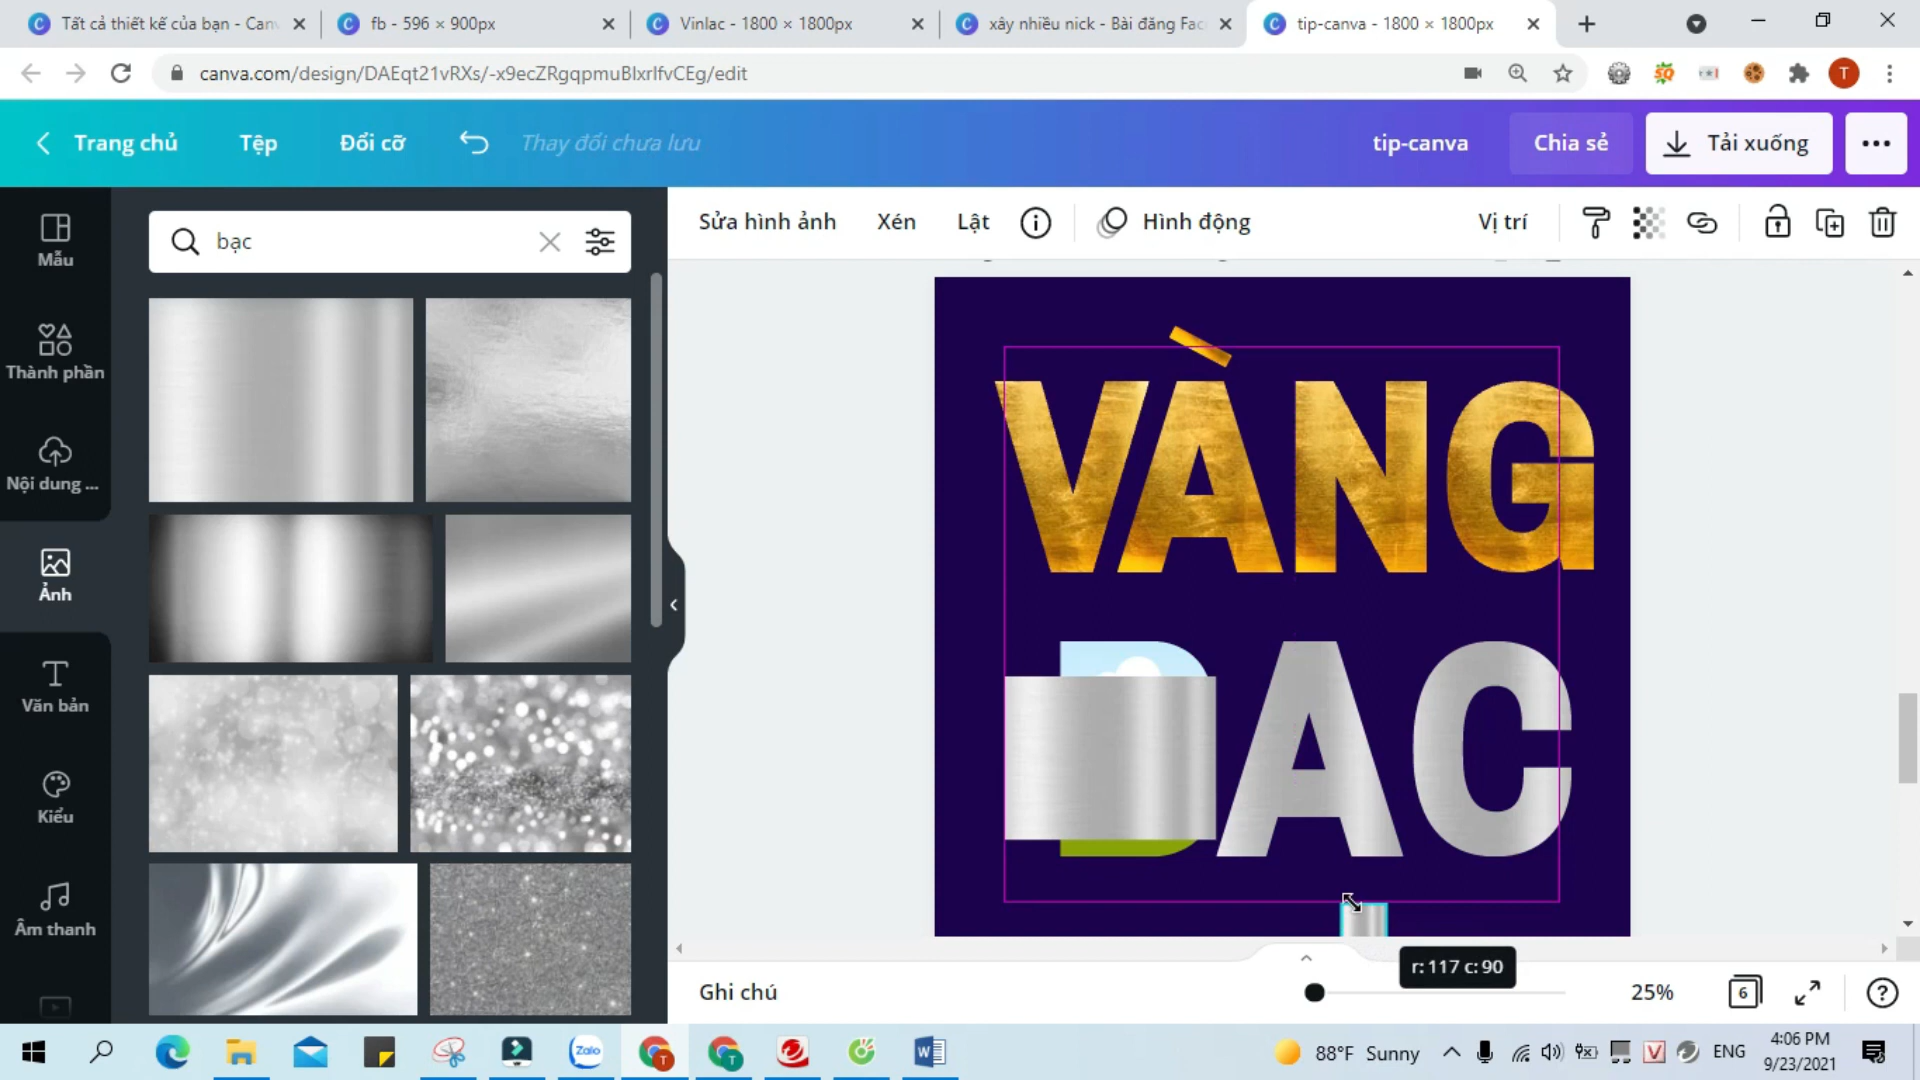 Tất cả thiết kế của bạn - Can
fb - 596 × 900px
Vinlac - 1800 × 1800px
xây nhiều nick - Bài đăng Fac
tip-canva - 1800 × 1800px
canva.com/design/DAEqt21vRXs/-x9ecZRgqpmuBlxrIfvCEg/edit
T
Trang chủ
Tệp
Đổi cỡ
Thay đổi chưa lưu
tip-canva
Chia sẻ
Tải xuống
Mẫu
Thành phần
Nội dung ...
Ảnh
Văn bản
Kiểu
Âm thanh
bạc
Sửa hình ảnh
Xén
Lật
Hình động
Vị trí
VÀNG
AC
r: 117 c: 90
Ghi chú
25%
6
Zalo
88°F Sunny
ENG
4:06 PM
9/23/2021